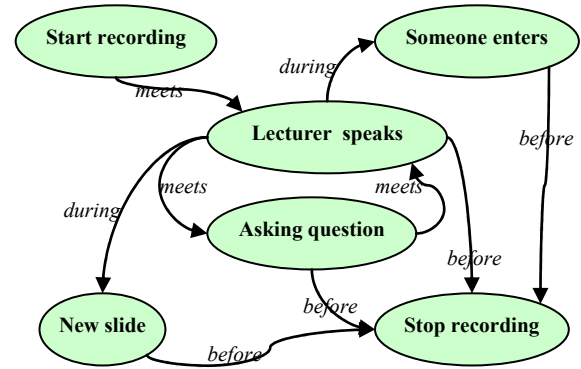 Start recording
Someone enters
during
meets
Lecturer speaks
before
meets
meets
during
Asking question
before
before
New slide
Stop recording
before